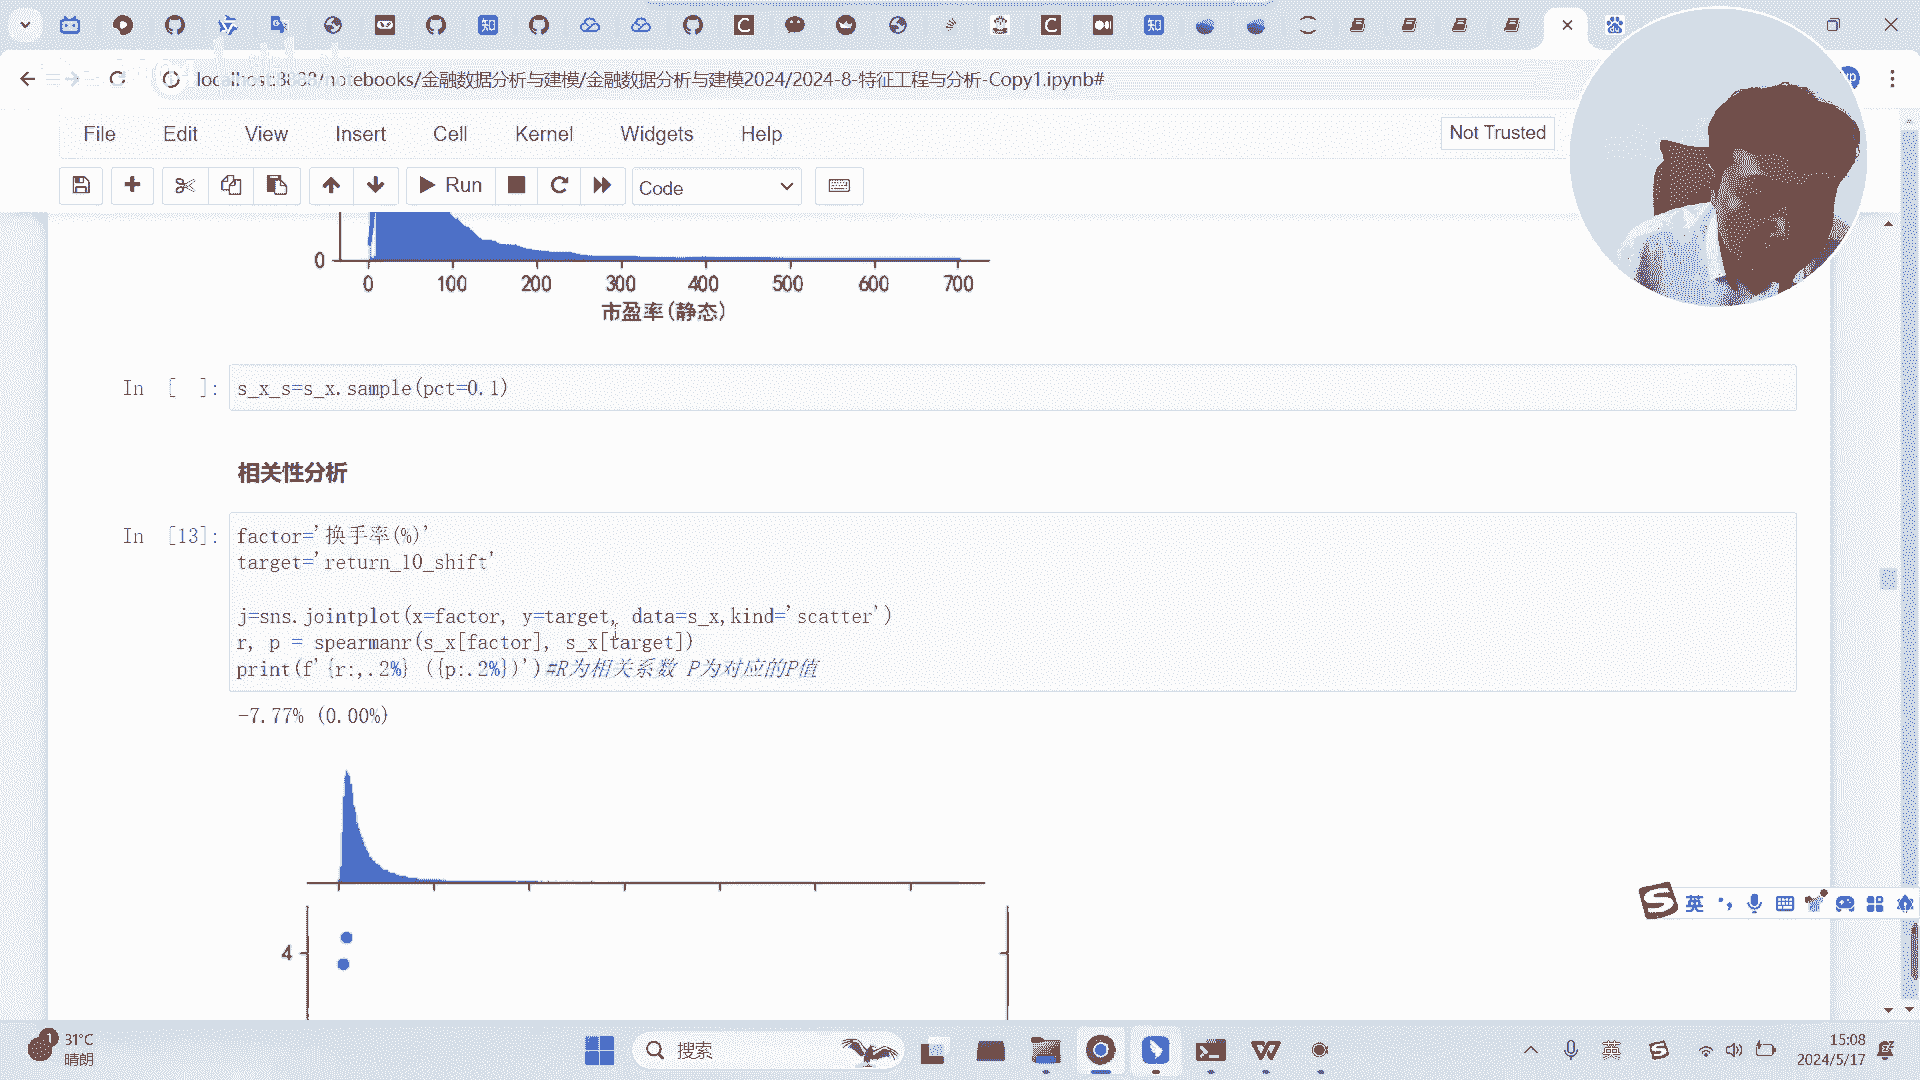 localhost:8888/notebooks/金融数据分析与建模/金融数据分析与建模2024/2024-8-特征工程与分析-Copy1.ipynb#
File Edit View Insert Cell Kernel Widgets Help
Not Trusted
Run
Code
0
0 100 200 300 400 500 600 700
市盈率(静态)
In [ ]: s_x_s=s_x.sample(pct=0.1)
相关性分析
In [13]: factor='换手率(%)'
target='return_10_shift'
j=sns.jointplot(x=factor, y=target, data=s_x,kind='scatter')
r, p = spearmanr(s_x[factor], s_x[target])
print(f'{r:,.2%} ({p:.2%})')#R为相关系数 P为对应的P值
-7.77% (0.00%)
4
英
1
31°C
晴朗
搜索
英
15:08
2024/5/17